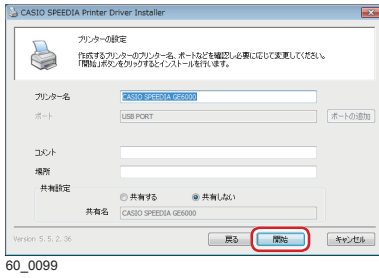 CASIO SPEEDIA Printer Driver Installer
プリンターの設定
作成するプリンターのプリンター名、ポートなどを確認し必要に応じて変更してください。
「開始」ボタンをクリックするとインストールを行います。
プリンター名 CASIO SPEEDIA GE6000
ポート USB PORT ポートの追加
コメント
場所
共有設定
共有する 共有しない
共有名 CASIO SPEEDIA GE6000
Version 5. 5. 2. 36 戻る 開始 キャンセル
60_0099